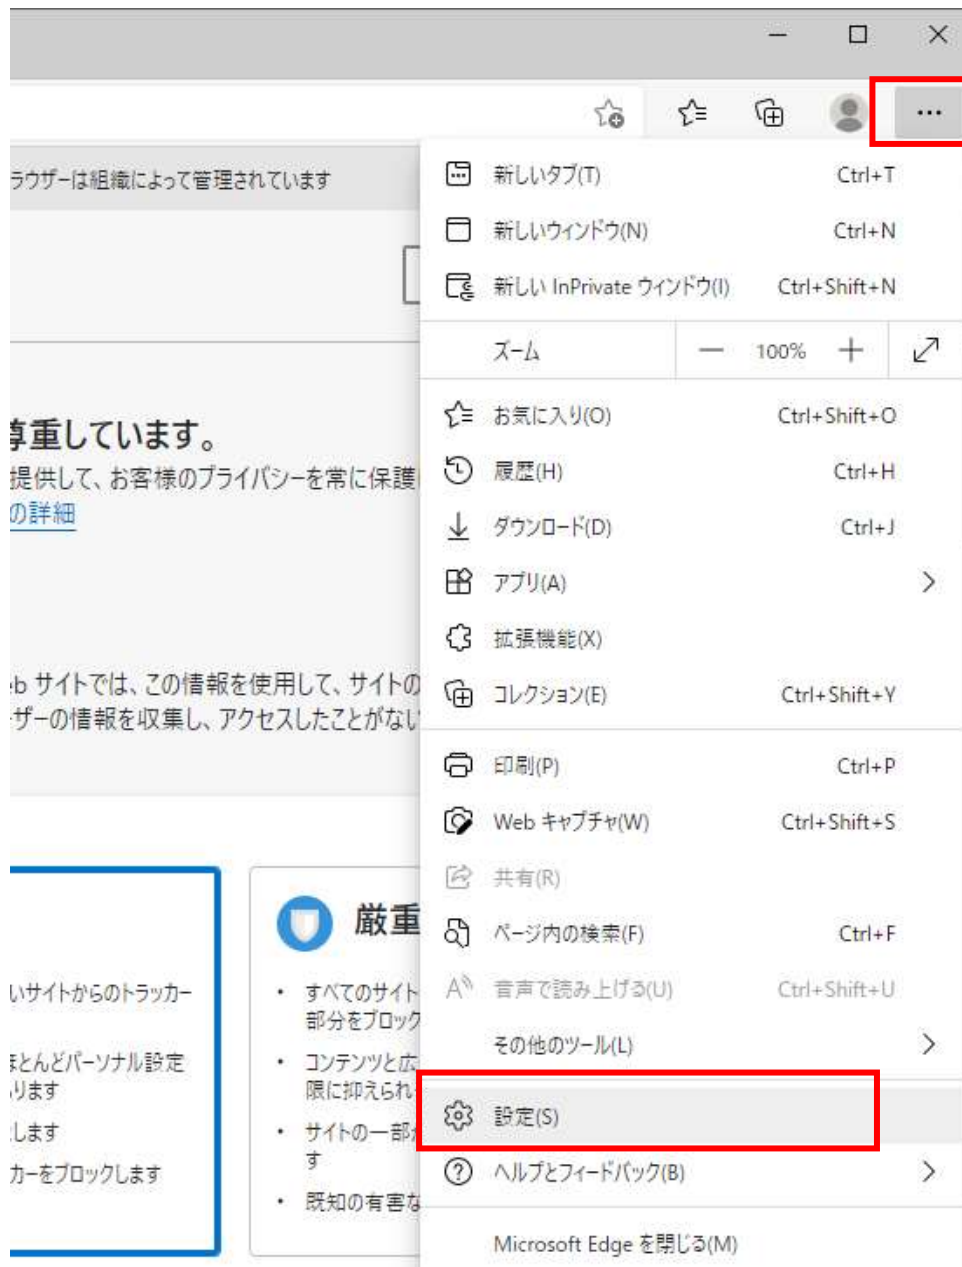 ラウザーは組織によって管理されています
尊重しています。
提供して、お客様のプライバシーを常に保護
の詳細
b サイトでは、この情報を使用して、サイトの
ザーの情報を収集し、アクセスしたことがない
いサイトからのトラッカー
ほとんどパーソナル設定
ります
します
カーをブロックします
厳重
• すべてのサイト
部分をブロック
• コンテンツと広
限に抑えられ
• サイトの一部
す
• 既知の有害な
新しいタブ(T) Ctrl+T
新しいウィンドウ(N) Ctrl+N
新しい InPrivate ウィンドウ(I) Ctrl+Shift+N
ズーム — 100% +
お気に入り(O) Ctrl+Shift+O
履歴(H) Ctrl+H
ダウンロード(D) Ctrl+J
アプリ(A)
拡張機能(X)
コレクション(E) Ctrl+Shift+Y
印刷(P) Ctrl+P
Web キャプチャ(W) Ctrl+Shift+S
共有(R)
ページ内の検索(F) Ctrl+F
音声で読み上げる(U) Ctrl+Shift+U
その他のツール(L)
設定(S)
ヘルプとフィードバック(B)
Microsoft Edge を閉じる(M)